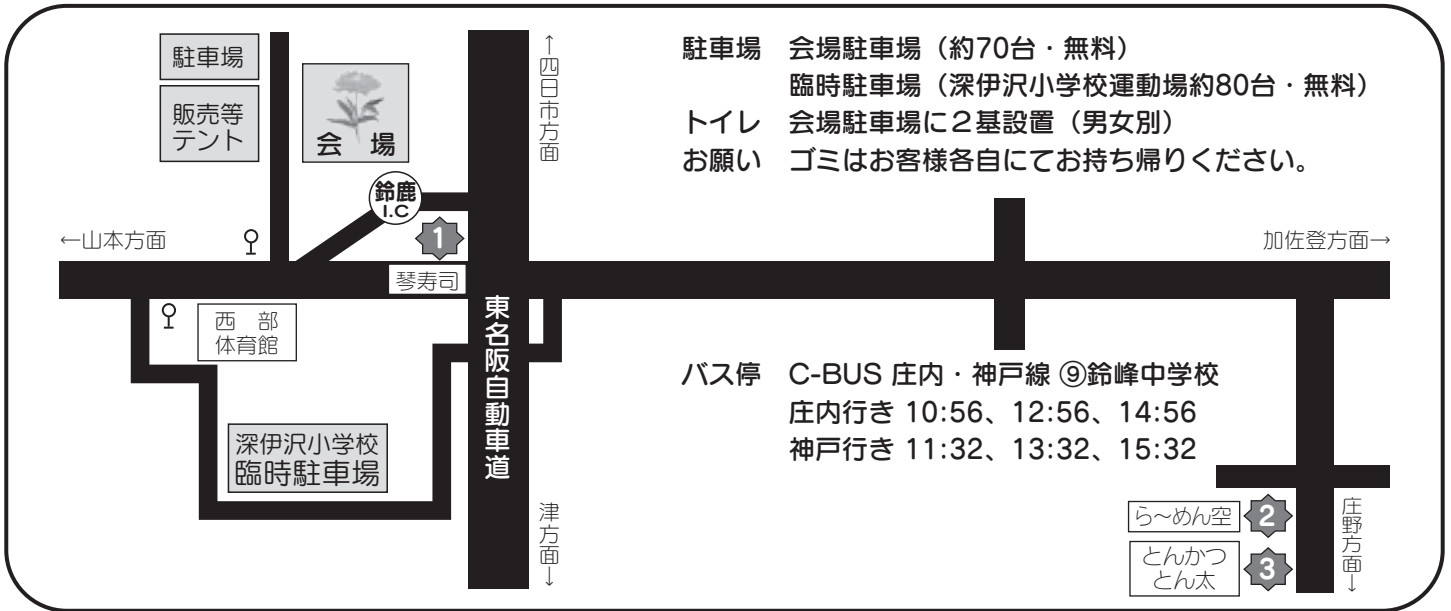 駐車場
販売等
テント
会 場
↑四日市方面
鈴鹿
I.C
1
←山本方面
琴寿司
西 部
体育館
東名阪自動車道
深伊沢小学校
臨時駐車場
津方面↓
駐車場 会場駐車場(約70台・無料)
臨時駐車場(深伊沢小学校運動場約80台・無料)
トイレ 会場駐車場に2基設置(男女別)
お願い ゴミはお客様各自にてお持ち帰りください。
加佐登方面→
バス停 C-BUS 庄内・神戸線 ⑨鈴峰中学校
庄内行き 10:56、12:56、14:56
神戸行き 11:32、13:32、15:32
ら〜めん空
2
とんかつ
とん太
3
庄野方面↓